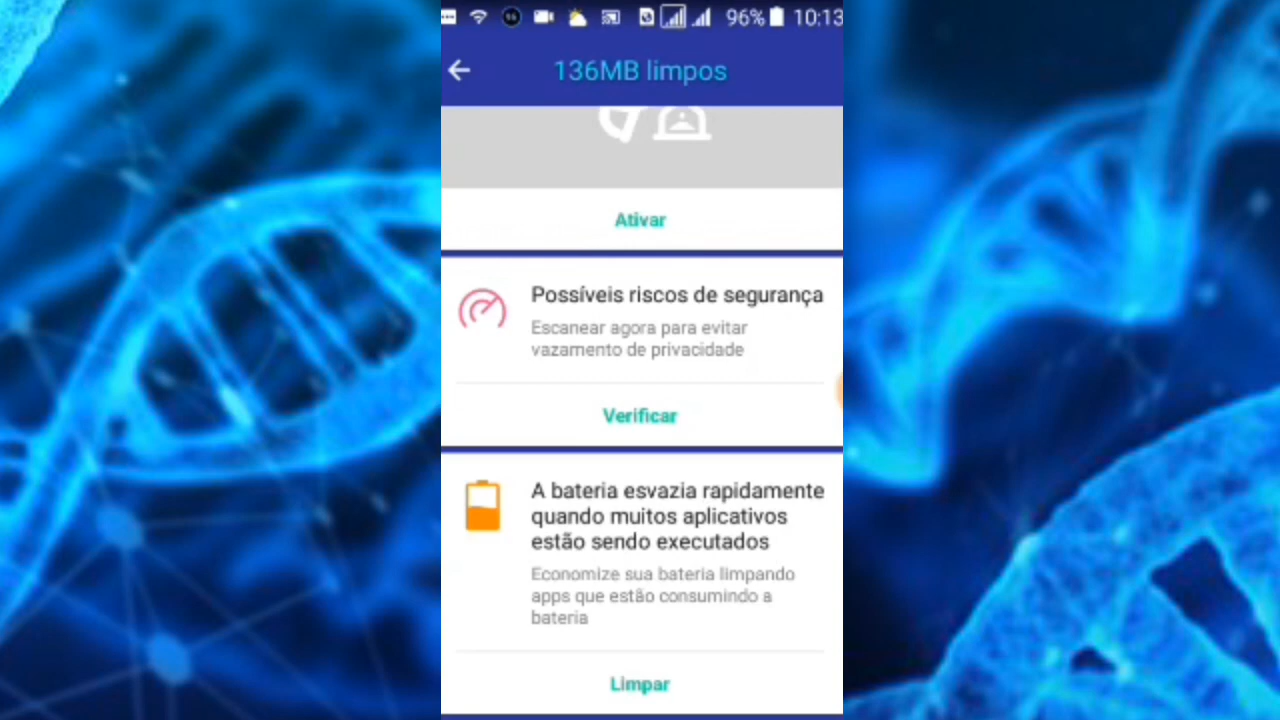 96% 10:13
136MB limpos
Ativar
Possíveis riscos de segurança
Escanear agora para evitar
vazamento de privacidade
Verificar
A bateria esvazia rapidamente
quando muitos aplicativos
estão sendo executados
Economize sua bateria limpando
apps que estão consumindo a
bateria
Limpar